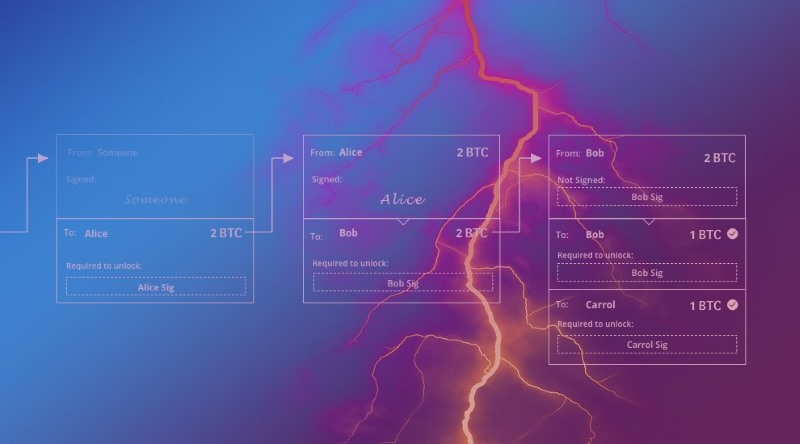 From: Someone
Signed:
Someone
To: Alice 2 BTC
Required to unlock:
Alice Sig
From: Alice 2 BTC
Signed:
Alice
To: Bob 2 BTC
Required to unlock:
Bob Sig
From: Bob 2 BTC
Not Signed:
Bob Sig
To: Bob 1 BTC
Required to unlock:
Bob Sig
To: Carrol 1 BTC
Required to unlock:
Carrol Sig